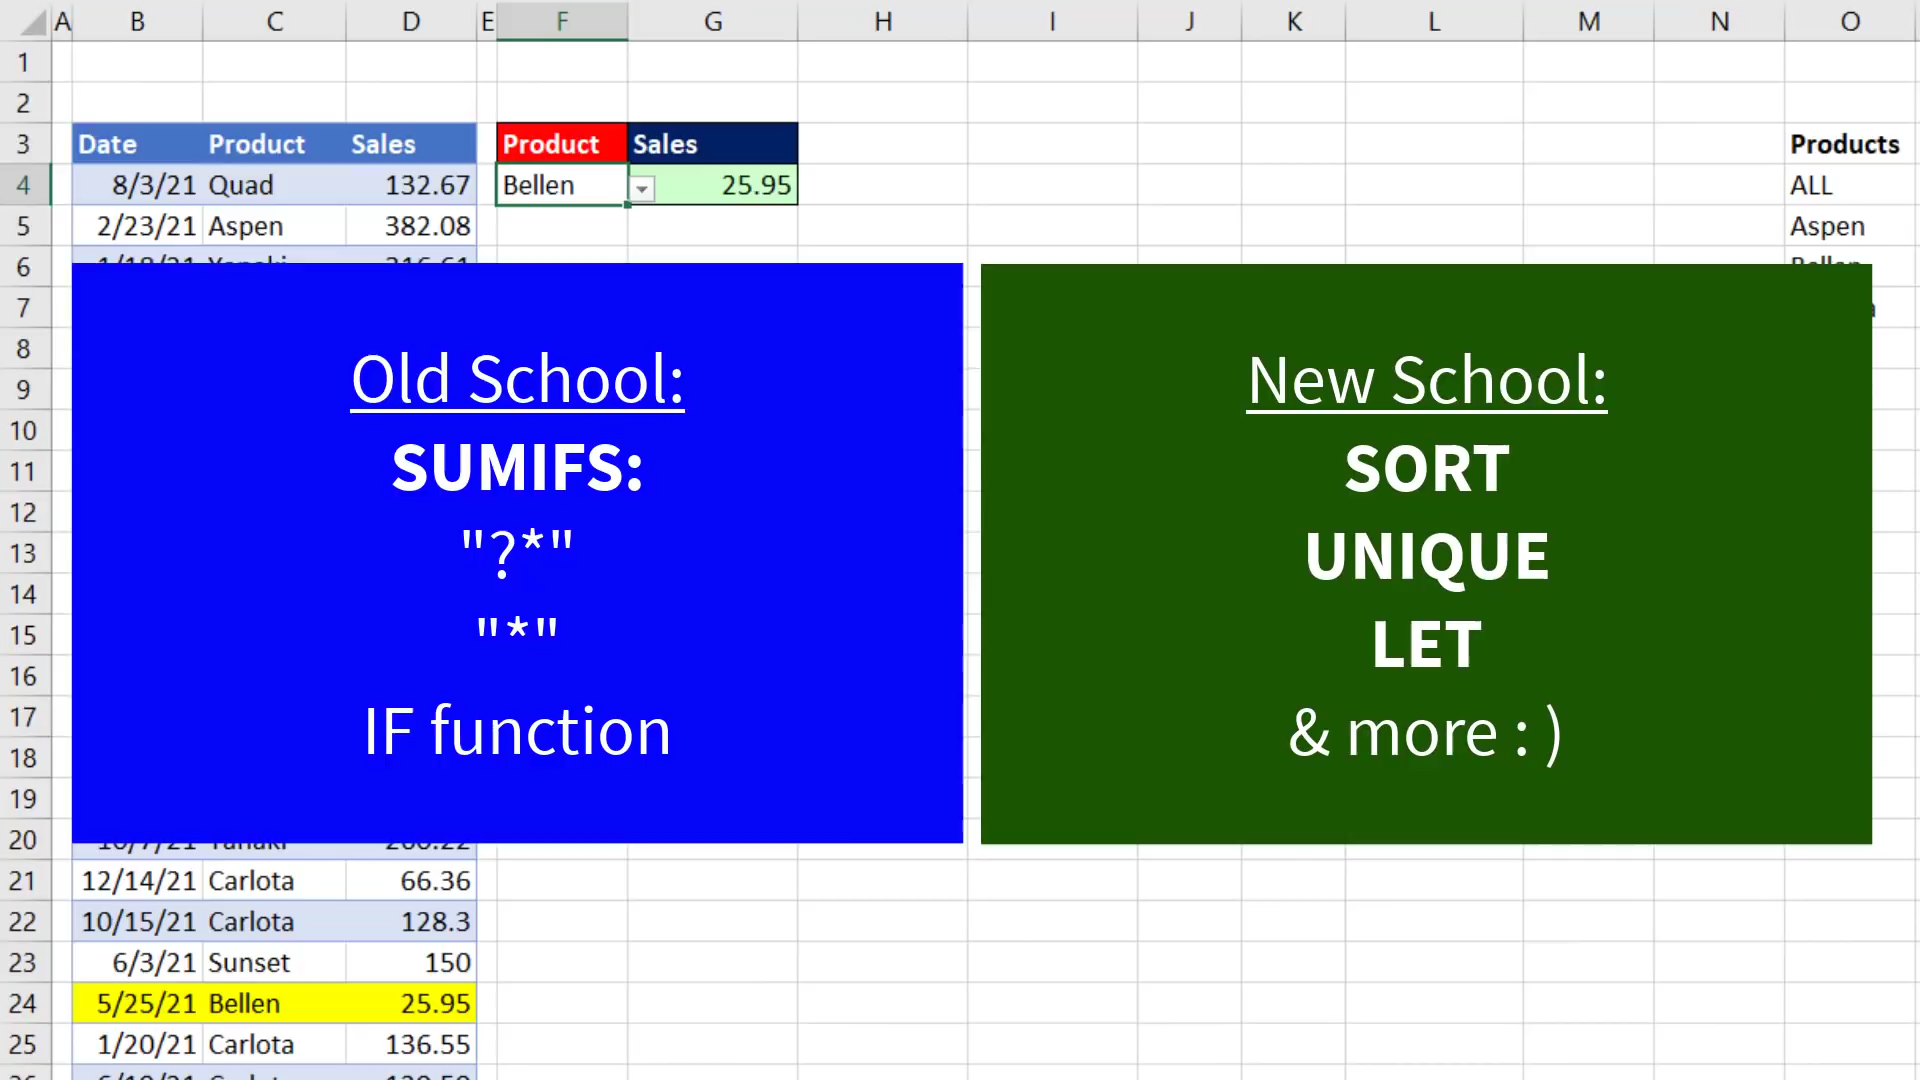 A B C D E F G H I J K L M N O
1
2
3 Date Product Sales Product Sales Products
4 8/3/21 Quad 132.67 Bellen 25.95 ALL
5 2/23/21 Aspen 382.08 Aspen
6
7
8
9
10
11
12
13
14
15
16
17
18
19
20
Old School:
SUMIFS:
"?*"
"*"
IF function
New School:
SORT
UNIQUE
LET
& more : )
21 12/14/21 Carlota 66.36
22 10/15/21 Carlota 128.3
23 6/3/21 Sunset 150
24 5/25/21 Bellen 25.95
25 1/20/21 Carlota 136.55